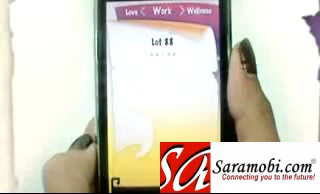 Love < Work > Wellness
Lot 88
Saramobi.com®
Connecting you to the future!